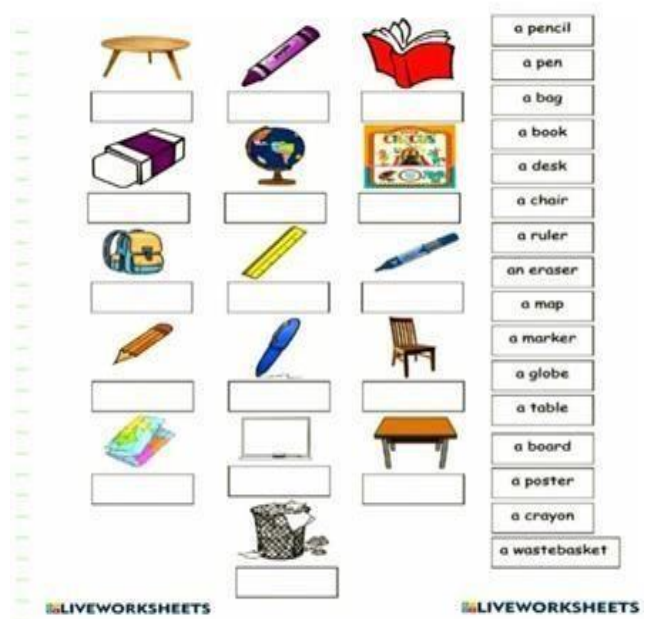 a pencil
a pen
a bag
a book
a desk
a chair
a ruler
an eraser
a map
a marker
a globe
a table
a board
a poster
a crayon
a wastebasket
CIRCUS
LIVEWORKSHEETS
LIVEWORKSHEETS